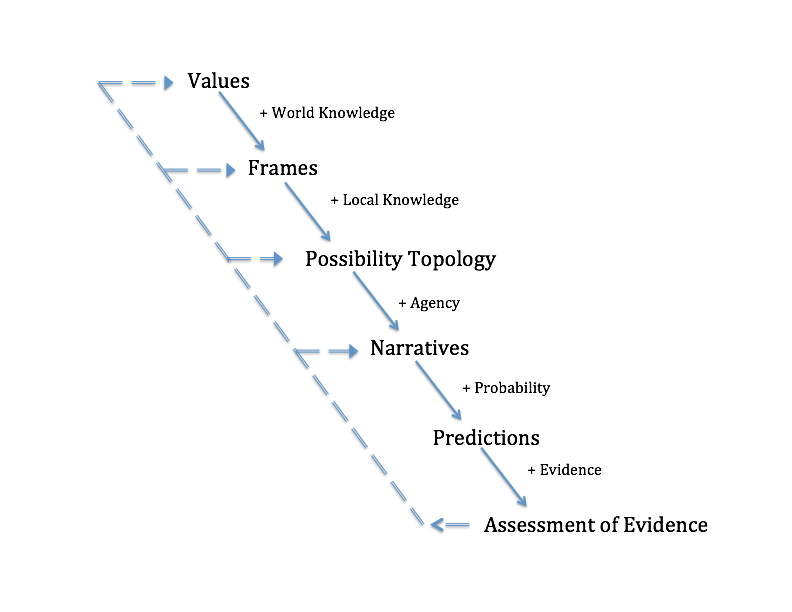 Values
+ World Knowledge
Frames
+ Local Knowledge
Possibility Topology
+ Agency
Narratives
+ Probability
Predictions
+ Evidence
Assessment of Evidence